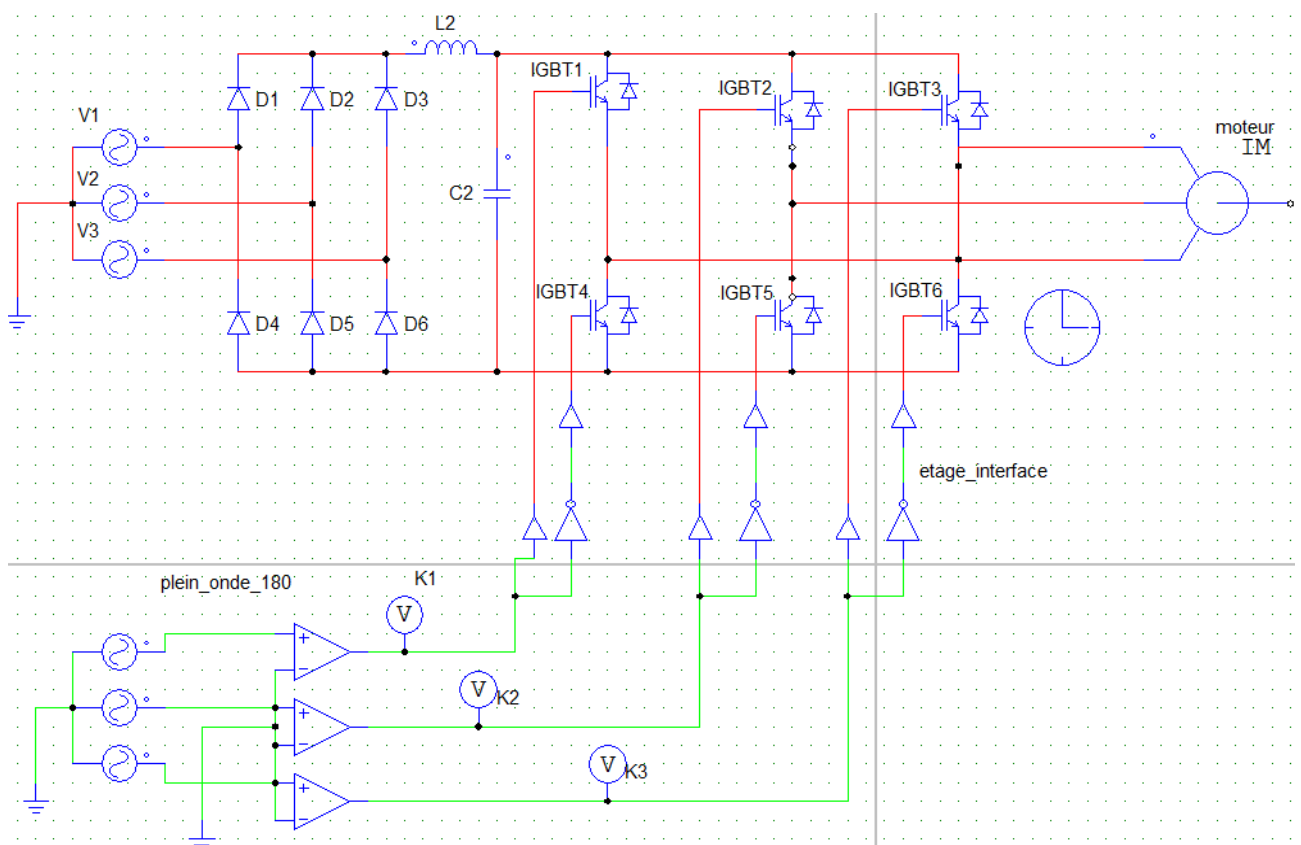 L2
IGBT1
IGBT2
IGBT3
D1
D2
D3
V1
moteur
IM
V2
C2
V3
IGBT4
IGBT5
IGBT6
D4
D5
D6
etage_interface
plein_onde_180
K1
V
V
K2
V
K3